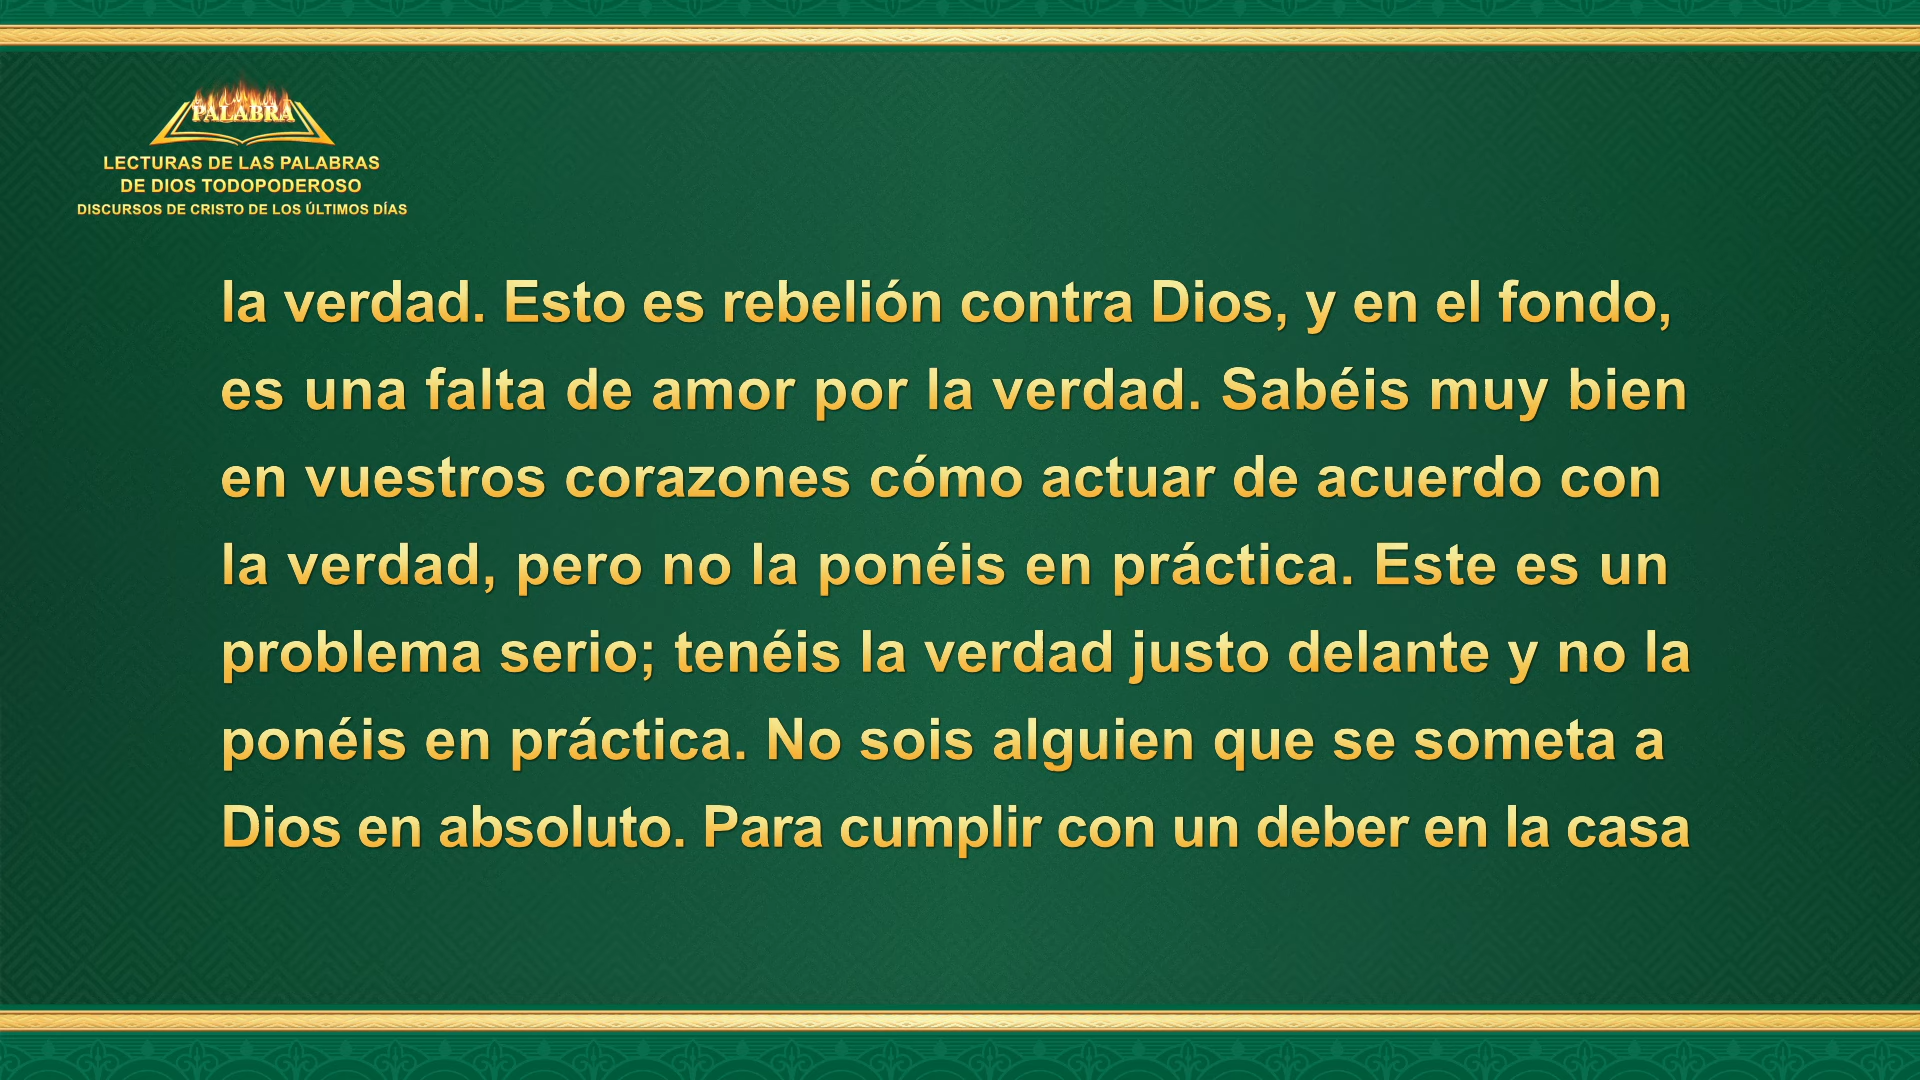 PALABRA
LECTURAS DE LAS PALABRAS
DE DIOS TODOPODEROSO
DISCURSOS DE CRISTO DE LOS ÚLTIMOS DÍAS
la verdad. Esto es rebelión contra Dios, y en el fondo,
es una falta de amor por la verdad. Sabéis muy bien
en vuestros corazones cómo actuar de acuerdo con
la verdad, pero no la ponéis en práctica. Este es un
problema serio; tenéis la verdad justo delante y no la
ponéis en práctica. No sois alguien que se someta a
Dios en absoluto. Para cumplir con un deber en la casa